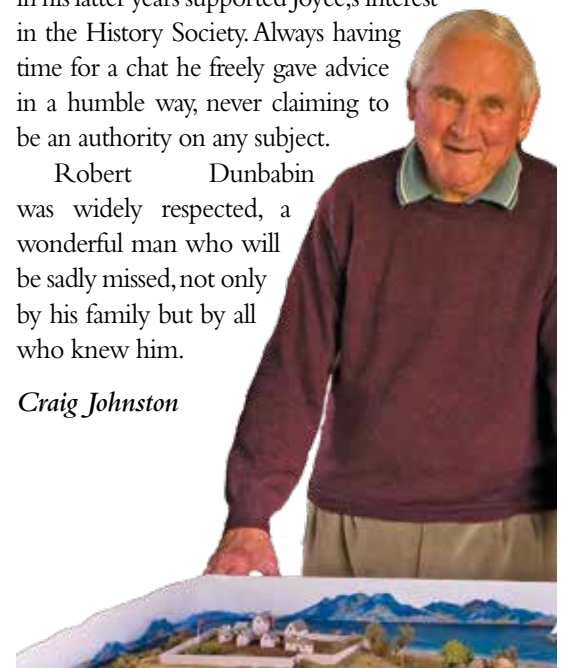 in his latter years supported Joyce,s interest
in the History Society. Always having
time for a chat he freely gave advice
in a humble way, never claiming to
be an authority on any subject.
Robert Dunbabin
was widely respected, a
wonderful man who will
be sadly missed, not only
by his family but by all
who knew him.
Craig Johnston